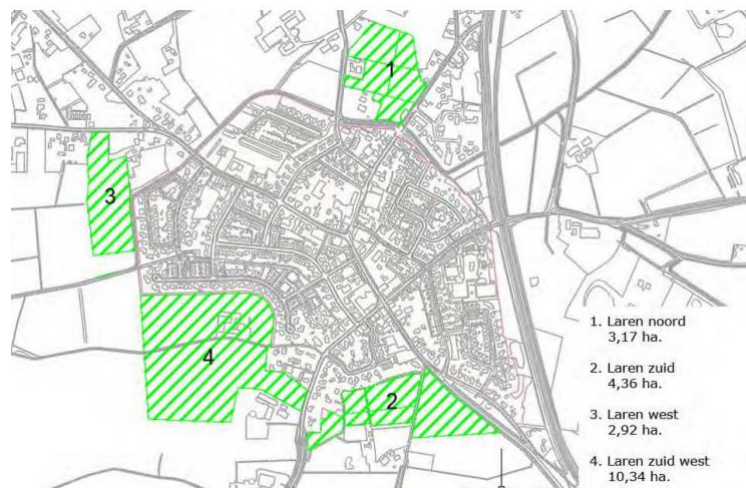 1
3
4
2
1. Laren noord
3,17 ha.
2. Laren zuid
4,36 ha.
3. Laren west
2,92 ha.
4. Laren zuid west
10,34 ha.